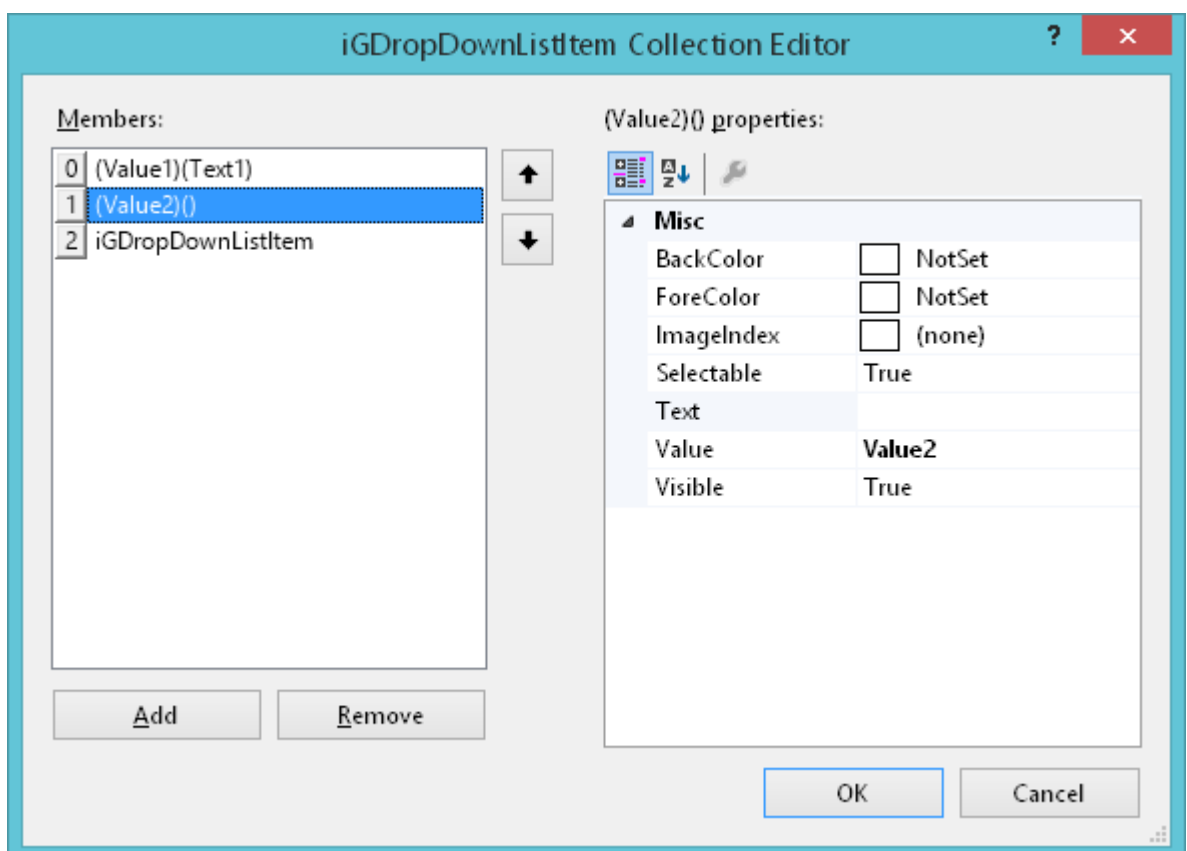 iGDropDownListItem Collection Editor
?
Members:
0 (Value1)(Text1)
1 (Value2)()
2 iGDropDownListItem
Add
Remove
(Value2)() properties:
Misc
BackColor NotSet
ForeColor NotSet
ImageIndex (none)
Selectable True
Text
Value Value2
Visible True
OK
Cancel